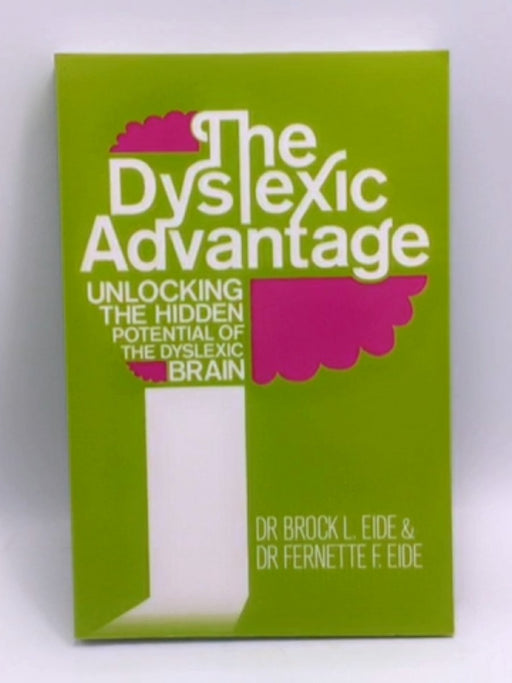 The
Dyslexic
Advantage
UNLOCKING
THE HIDDEN
POTENTIAL OF
THE DYSLEXIC
BRAIN
DR BROCK L. EIDE &
DR FERNETTE F. EIDE